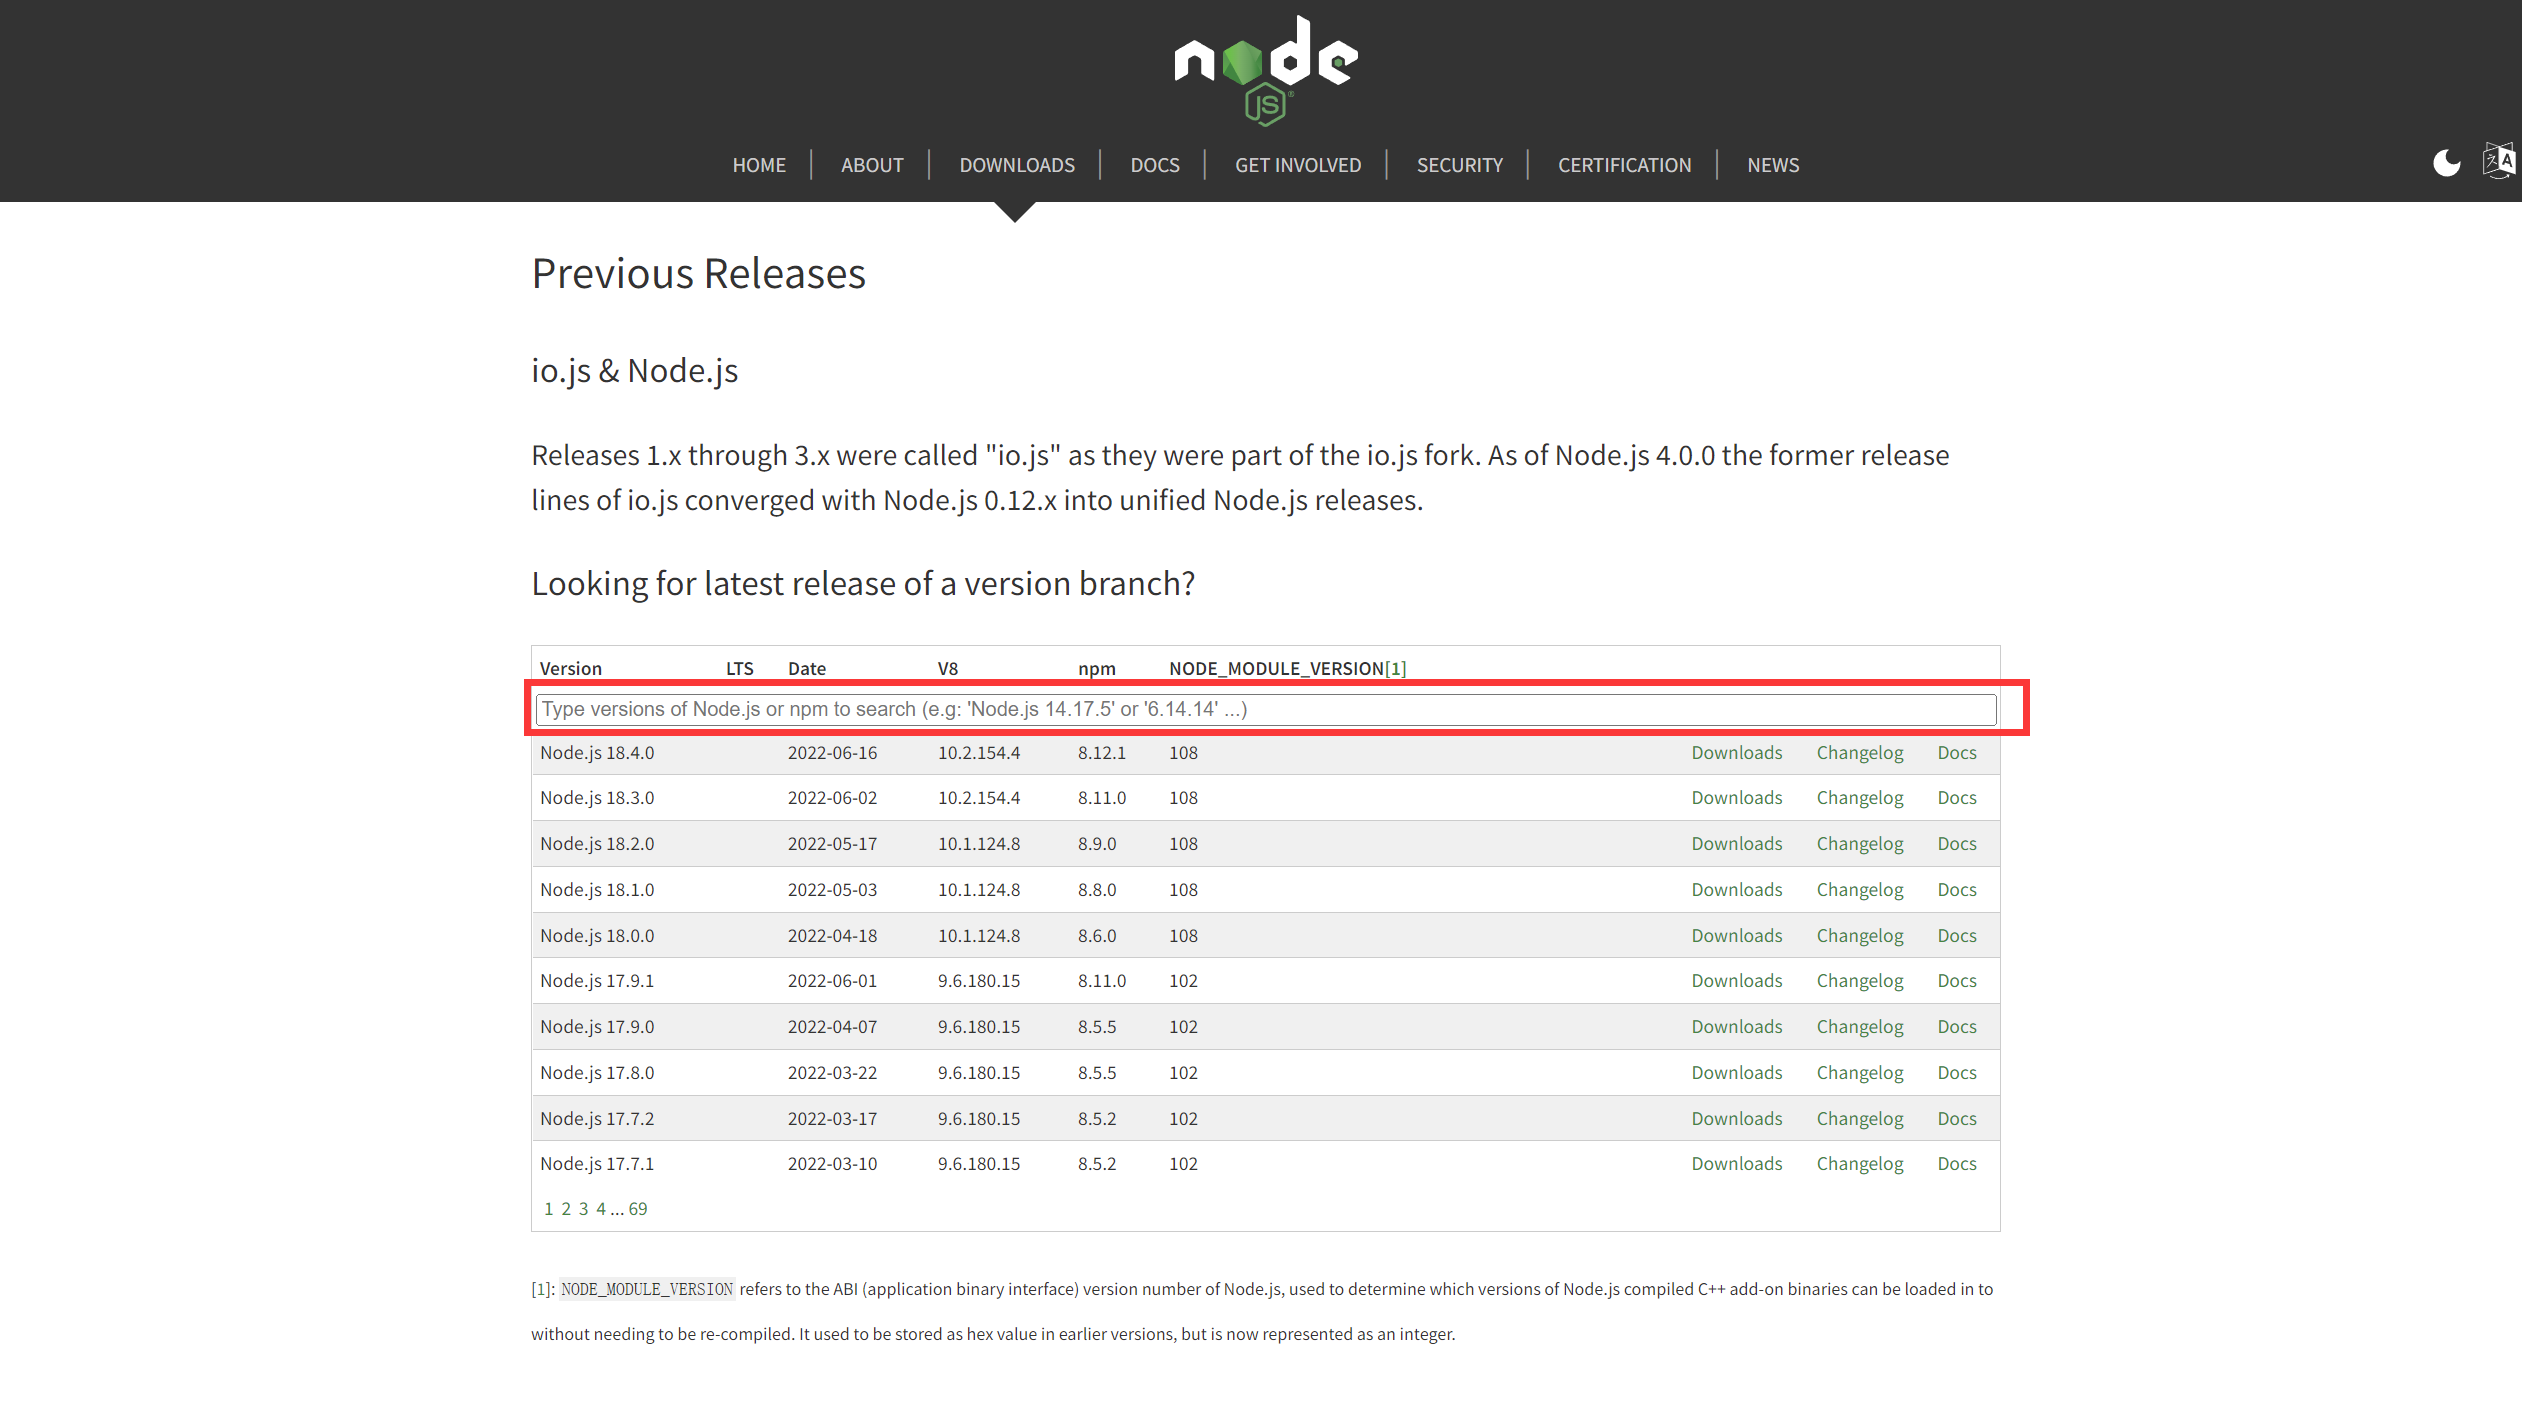 node
JS®
HOME ABOUT DOWNLOADS DOCS GET INVOLVED SECURITY CERTIFICATION NEWS
Previous Releases
io.js & Node.js
Releases 1.x through 3.x were called "io.js" as they were part of the io.js fork. As of Node.js 4.0.0 the former release
lines of io.js converged with Node.js 0.12.x into unified Node.js releases.
Looking for latest release of a version branch?
Version LTS Date V8 npm NODE_MODULE_VERSION[1]
Type versions of Node.js or npm to search (e.g: 'Node.js 14.17.5' or '6.14.14' ...)
Node.js 18.4.0 2022-06-16 10.2.154.4 8.12.1 108 Downloads Changelog Docs
Node.js 18.3.0 2022-06-02 10.2.154.4 8.11.0 108 Downloads Changelog Docs
Node.js 18.2.0 2022-05-17 10.1.124.8 8.9.0 108 Downloads Changelog Docs
Node.js 18.1.0 2022-05-03 10.1.124.8 8.8.0 108 Downloads Changelog Docs
Node.js 18.0.0 2022-04-18 10.1.124.8 8.6.0 108 Downloads Changelog Docs
Node.js 17.9.1 2022-06-01 9.6.180.15 8.11.0 102 Downloads Changelog Docs
Node.js 17.9.0 2022-04-07 9.6.180.15 8.5.5 102 Downloads Changelog Docs
Node.js 17.8.0 2022-03-22 9.6.180.15 8.5.5 102 Downloads Changelog Docs
Node.js 17.7.2 2022-03-17 9.6.180.15 8.5.2 102 Downloads Changelog Docs
Node.js 17.7.1 2022-03-10 9.6.180.15 8.5.2 102 Downloads Changelog Docs
1 2 3 4 ... 69
[1]: NODE_MODULE_VERSION refers to the ABI (application binary interface) version number of Node.js, used to determine which versions of Node.js compiled C++ add-on binaries can be loaded in to
without needing to be re-compiled. It used to be stored as hex value in earlier versions, but is now represented as an integer.